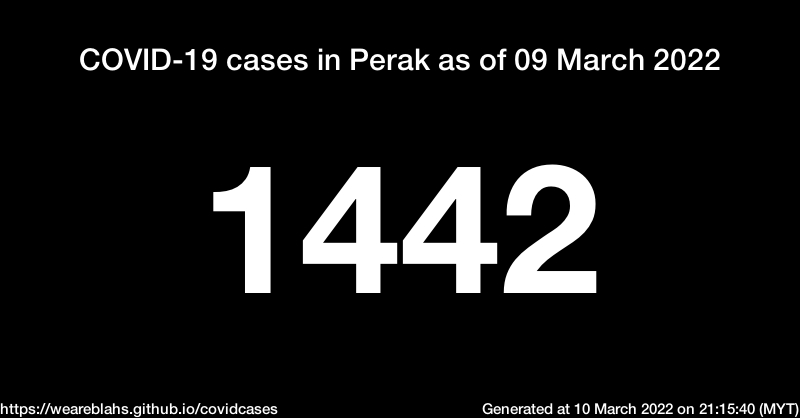 COVID-19 cases in Perak as of 09 March 2022
1442
https://weareblahs.github.io/covidcases
Generated at 10 March 2022 on 21:15:40 (MYT)